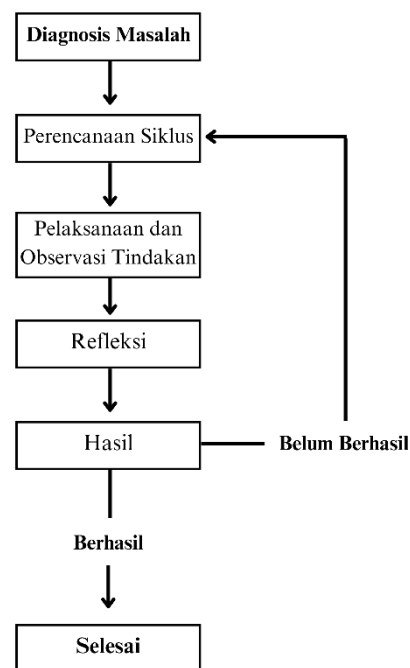 Diagnosis Masalah
Perencanaan Siklus
Pelaksanaan dan
Observasi Tindakan
Refleksi
Hasil
Belum Berhasil
Berhasil
Selesai